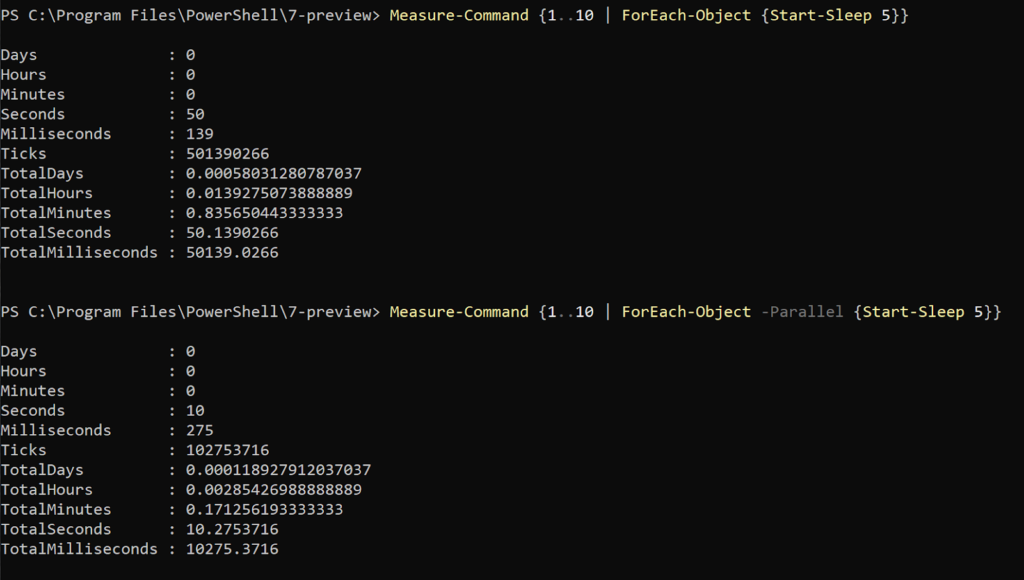 PS C:\Program Files\PowerShell\7-preview> Measure-Command {1..10 | ForEach-Object {Start-Sleep 5}}
Days              : 0
Hours             : 0
Minutes           : 0
Seconds           : 50
Milliseconds      : 139
Ticks             : 501390266
TotalDays         : 0.00058031280787037
TotalHours        : 0.0139275073888889
TotalMinutes      : 0.835650443333333
TotalSeconds      : 50.1390266
TotalMilliseconds : 50139.0266
PS C:\Program Files\PowerShell\7-preview> Measure-Command {1..10 | ForEach-Object -Parallel {Start-Sleep 5}}
Days              : 0
Hours             : 0
Minutes           : 0
Seconds           : 10
Milliseconds      : 275
Ticks             : 102753716
TotalDays         : 0.000118927912037037
TotalHours        : 0.00285426988888889
TotalMinutes      : 0.171256193333333
TotalSeconds      : 10.2753716
TotalMilliseconds : 10275.3716